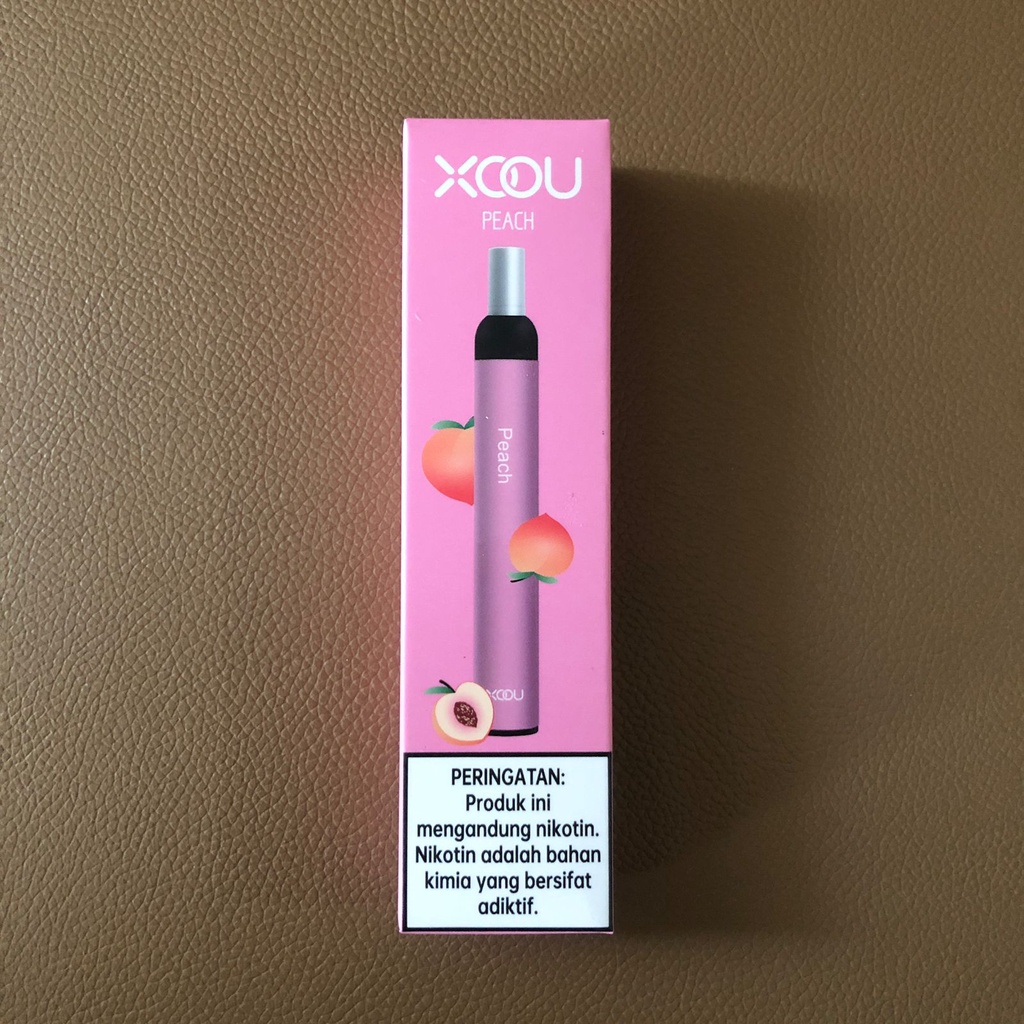 XOOU
PEACH
Peach
XOOU
PERINGATAN:
Produk ini
mengandung nikotin.
Nikotin adalah bahan
kimia yang bersifat
adiktif.